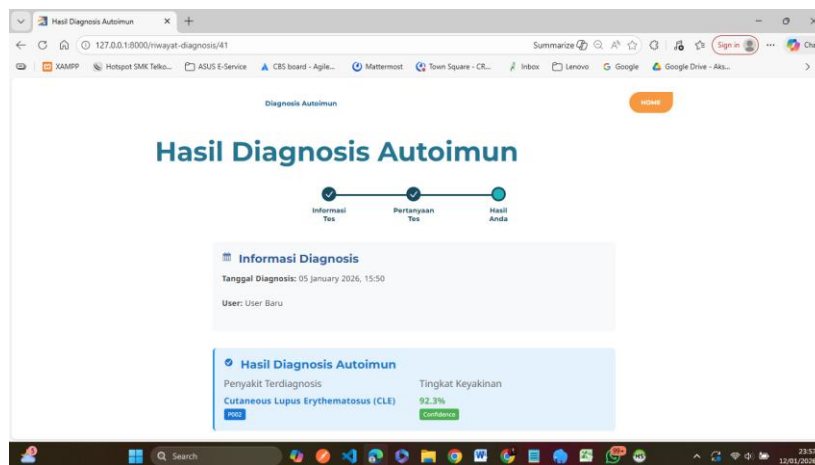 Hasil Diagnosis Autoimun
127.0.0.1:8000/riwayat-diagnosis/41
Summarize
Sign in
XAMPP
Hotspot SMK Telko...
ASUS E-Service
CBS board - Agile...
Mattermost
Town Square - CR...
Inbox
Lenovo
Google
Google Drive - Aks...
Diagnosis Autoimun
HOME
Hasil Diagnosis Autoimun
Informasi
Tes
Pertanyaan
Tes
Hasil
Anda
Informasi Diagnosis
Tanggal Diagnosis: 05 January 2026, 15:50
User: User Baru
Hasil Diagnosis Autoimun
Penyakit Terdiagnosis
Tingkat Keyakinan
Cutaneous Lupus Erythematosus (CLE)
92.3%
P002
Confidence
Search
99+
12/01/2026